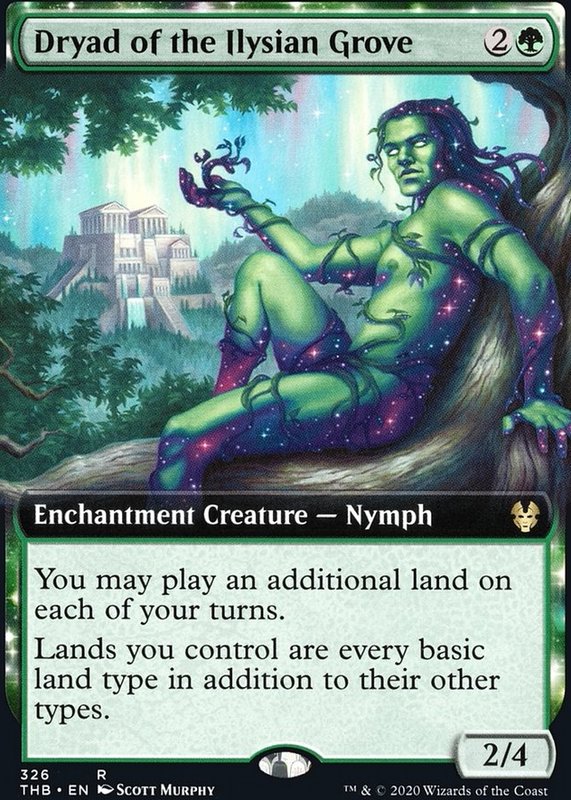 Dryad of the Ilysian Grove 2
Enchantment Creature — Nymph
You may play an additional land on
each of your turns.
Lands you control are every basic
land type in addition to their other
types.
2/4
326 R
THB • EN Scott Murphy
™ & © 2020 Wizards of the Coast